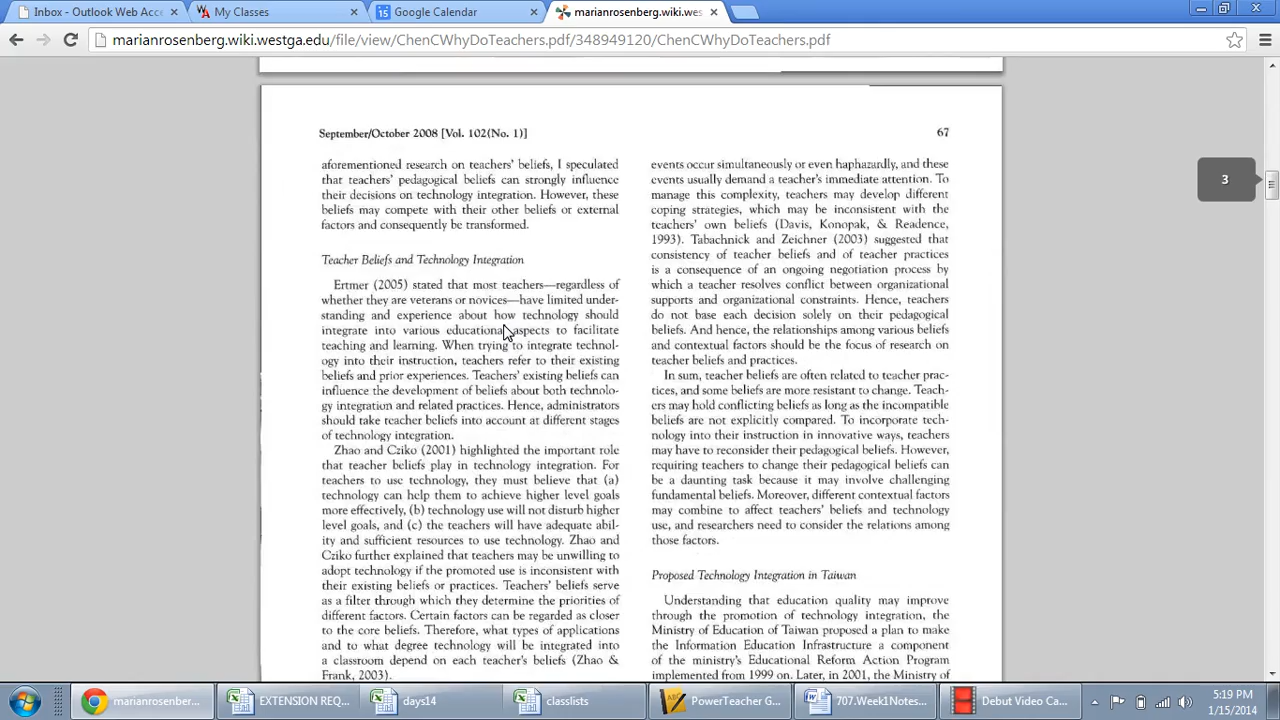 Inbox - Outlook Web Acc
My Classes
Google Calendar
marianrosenberg.wiki.wes
marianrosenberg.wiki.westga.edu/file/view/ChenCWhyDoTeachers.pdf/348949120/ChenCWhyDoTeachers.pdf
September/October 2008 [Vol. 102(No. 1)]
67
aforementioned research on teachers' beliefs, I speculated
that teachers' pedagogical beliefs can strongly influence
their decisions on technology integration. However, these
beliefs may compete with their other beliefs or external
factors and consequently be transformed.
Teacher Beliefs and Technology Integration
Ertmer (2005) stated that most teachers—regardless of
whether they are veterans or novices—have limited under-
standing and experience about how technology should
integrate into various educational aspects to facilitate
teaching and learning. When trying to integrate technol-
ogy into their instruction, teachers refer to their existing
beliefs and prior experiences. Teachers' existing beliefs can
influence the development of beliefs about both technolo-
gy integration and related practices. Hence, administrators
should take teacher beliefs into account at different stages
of technology integration.
Zhao and Cziko (2001) highlighted the important role
that teacher beliefs play in technology integration. For
teachers to use technology, they must believe that (a)
technology can help them to achieve higher level goals
more effectively, (b) technology use will not disturb higher
level goals, and (c) the teachers will have adequate abil-
ity and sufficient resources to use technology. Zhao and
Cziko further explained that teachers may be unwilling to
adopt technology if the promoted use is inconsistent with
their existing beliefs or practices. Teachers' beliefs serve
as a filter through which they determine the priorities of
different factors. Certain factors can be regarded as closer
to the core beliefs. Therefore, what types of applications
and to what degree technology will be integrated into
a classroom depend on each teacher's beliefs (Zhao &
Frank, 2003).
events occur simultaneously or even haphazardly, and these
events usually demand a teacher's immediate attention. To
manage this complexity, teachers may develop different
coping strategies, which may be inconsistent with the
teachers' own beliefs (Davis, Konopak, & Readence,
1993). Tabachnick and Zeichner (2003) suggested that
consistency of teacher beliefs and of teacher practices
is a consequence of an ongoing negotiation process by
which a teacher resolves conflict between organizational
supports and organizational constraints. Hence, teachers
do not base each decision solely on their pedagogical
beliefs. And hence, the relationships among various beliefs
and contextual factors should be the focus of research on
teacher beliefs and practices.
In sum, teacher beliefs are often related to teacher prac-
tices, and some beliefs are more resistant to change. Teach-
ers may hold conflicting beliefs as long as the incompatible
beliefs are not explicitly compared. To incorporate tech-
nology into their instruction in innovative ways, teachers
may have to reconsider their pedagogical beliefs. However,
requiring teachers to change their pedagogical beliefs can
be a daunting task because it may involve challenging
fundamental beliefs. Moreover, different contextual factors
may combine to affect teachers' beliefs and technology
use, and researchers need to consider the relations among
those factors.
Proposed Technology Integration in Taiwan
Understanding that education quality may improve
through the promotion of technology integration, the
Ministry of Education of Taiwan proposed a plan to make
the Information Education Infrastructure a component
of the ministry's Educational Reform Action Program
implemented from 1999 on. Later, in 2001, the Ministry of
3
marianrosenberg...
EXTENSION REQ...
days14
classlists
PowerTeacher G...
707.Week1Notes...
Debut Video Ca...
5:19 PM
1/15/2014